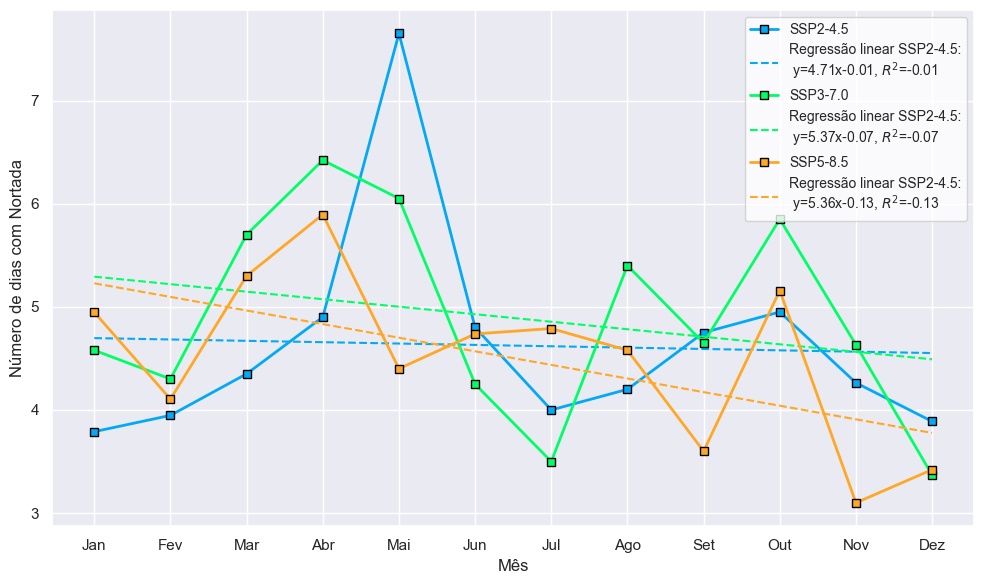 SSP2-4.5
Regressão linear SSP2-4.5:
y=4.71x-0.01, R²=-0.01
SSP3-7.0
Regressão linear SSP2-4.5:
y=5.37x-0.07, R²=-0.07
SSP5-8.5
Regressão linear SSP2-4.5:
y=5.36x-0.13, R²=-0.13
Número de dias com Nortada
7
6
5
4
3
Jan Fev Mar Abr Mai Jun Jul Ago Set Out Nov Dez
Mês